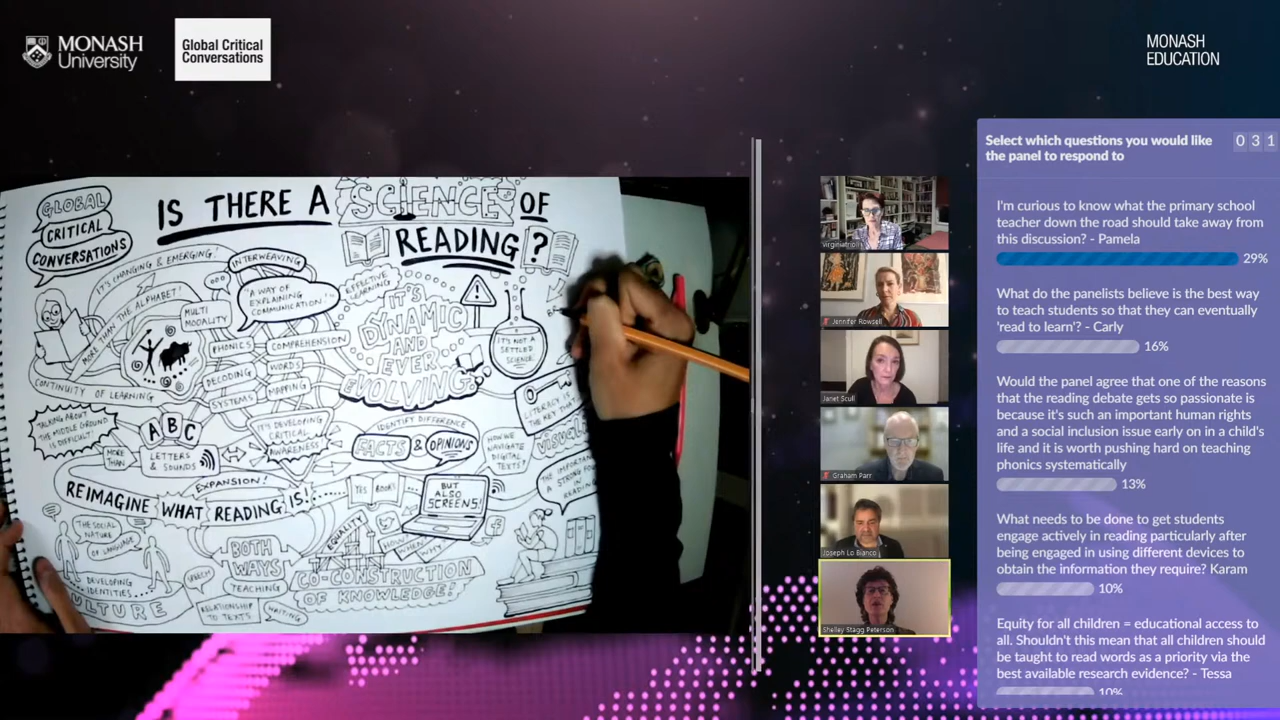 MONASH
University
Global Critical
Conversations
MONASH
EDUCATION
GLOBAL
CRITICAL
CONVERSATIONS
IS THERE A SCIENCE OF
READING?
IT'S CHANGING & EMERGING!
MORE THAN THE ALPHABET!
MULTI
MODALITY
INTERWEAVING
"A WAY OF
EXPLAINING
COMMUNICATION!"
EFFECTIVE
LEARNING
IT'S
DYNAMIC
AND
EVER
EVOLVING
IT'S NOT A
SETTLED
SCIENCE!
PHONICS
COMPREHENSION
DECODING
WORDS
MAPPING
SYSTEMS
CONTINUITY OF LEARNING
TALKING ABOUT
THE MIDDLE GROUND
IS DIFFICULT!
ABC
MORE
THAN
LETTERS
& SOUNDS
IT'S DEVELOPING
CRITICAL
AWARENESS
IDENTIFY DIFFERENCE
FACTS & OPINIONS
HOW WE
NAVIGATE
DIGITAL
TEXTS?
LITERACY IS
THE KEY THAT
VISUAL
THE IMPORTAN
A STRONG FOU
IN READING
EXPANSION!
REIMAGINE WHAT READING IS!
YES BOOKS
BUT
ALSO
SCREENS!
THE SOCIAL
NATURE
OF LANGUAGE
DEVELOPING
IDENTITIES
ULTURE
BOTH
WAYS
TEACHING
SPEECH
RELATIONSHIP
TO TEXTS
WRITING
EQUALITY
HOW
WHEN
WHY
CO-CONSTRUCTION
OF KNOWLEDGE!
Jennifer Rowsell
Janet Scull
Graham Parr
Joseph Lo Bianco
Shelley Stagg Peterson
Select which questions you would like
the panel to respond to
0 3 1
I'm curious to know what the primary school
teacher down the road should take away from
this discussion? - Pamela
29%
What do the panelists believe is the best way
to teach students so that they can eventually
'read to learn'? - Carly
16%
Would the panel agree that one of the reasons
that the reading debate gets so passionate is
because it's such an important human rights
and a social inclusion issue early on in a child's
life and it is worth pushing hard on teaching
phonics systematically
13%
What needs to be done to get students
engage actively in reading particularly after
being engaged in using different devices to
obtain the information they require? Karam
10%
Equity for all children = educational access to
all. Shouldn't this mean that all children should
be taught to read words as a priority via the
best available research evidence? - Tessa
10%